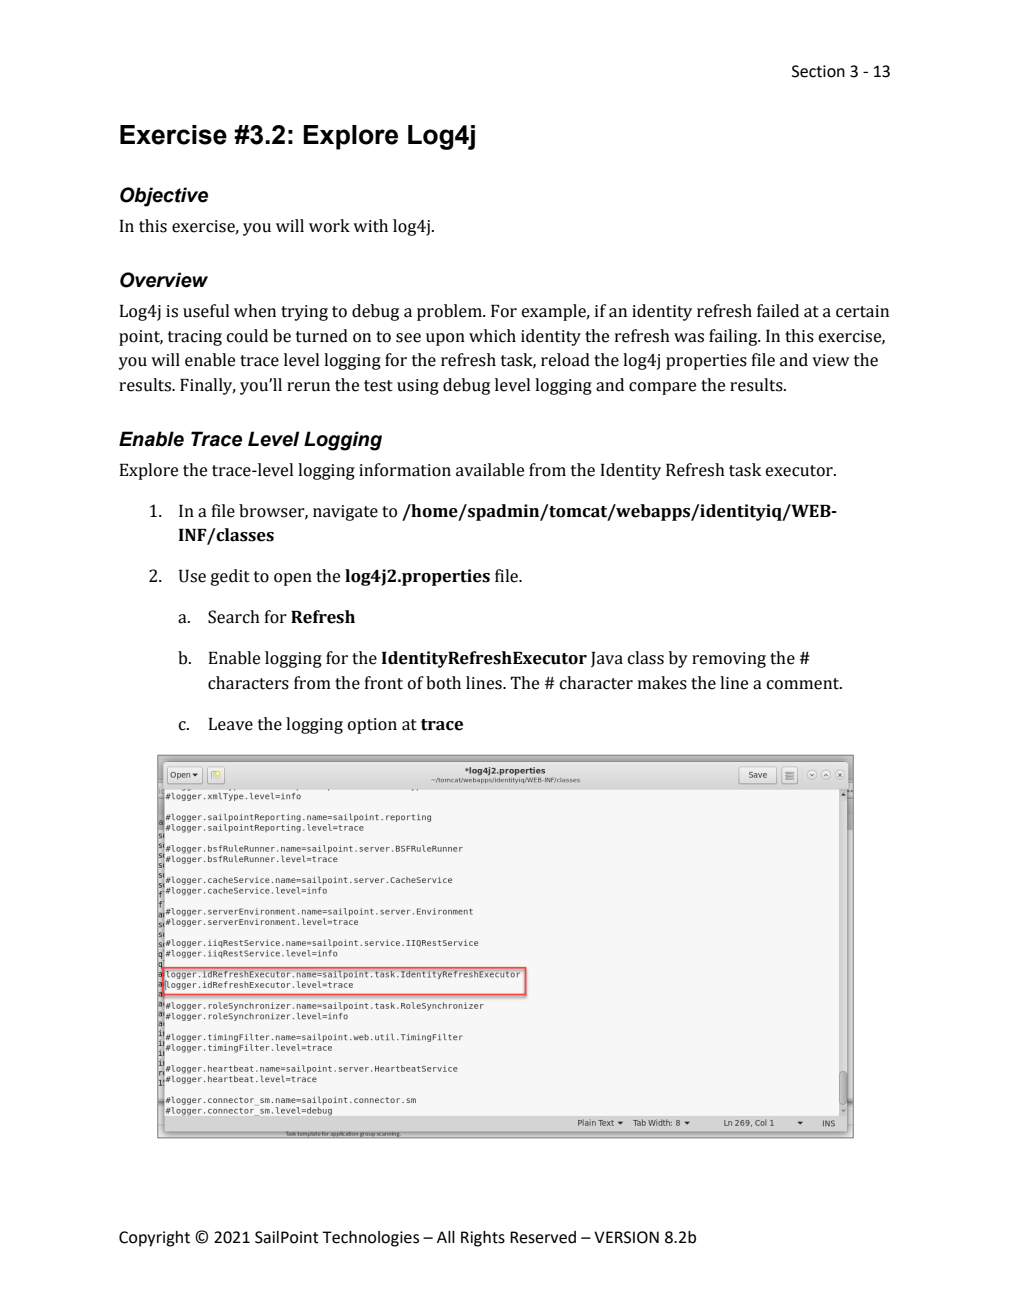 Section 3 - 13
Exercise #3.2: Explore Log4j
Objective
In this exercise, you will work with log4j.
Overview
Log4j is useful when trying to debug a problem. For example, if an identity refresh failed at a certain
point, tracing could be turned on to see upon which identity the refresh was failing. In this exercise,
you will enable trace level logging for the refresh task, reload the log4j properties file and view the
results. Finally, you'll rerun the test using debug level logging and compare the results.
Enable Trace Level Logging
Explore the trace-level logging information available from the Identity Refresh task executor.
1. In a file browser, navigate to /home/spadmin/tomcat/webapps/identityiq/WEB-
INF/classes
2. Use gedit to open the log4j2.properties file.
a. Search for Refresh
b. Enable logging for the IdentityRefreshExecutor Java class by removing the #
characters from the front of both lines. The # character makes the line a comment.
c. Leave the logging option at trace
Open
*log4j2.properties
~/tomcat/webapps/identityiq/WEB-INF/classes
Save
#logger.xmlType.level=info
#logger.sailpointReporting.name=sailpoint.reporting
#logger.sailpointReporting.level=trace
#logger.bsfRuleRunner.name=sailpoint.server.BSFRuleRunner
#logger.bsfRuleRunner.level=trace
#logger.cacheService.name=sailpoint.server.CacheService
#logger.cacheService.level=info
#logger.serverEnvironment.name=sailpoint.server.Environment
#logger.serverEnvironment.level=trace
#logger.iiqRestService.name=sailpoint.service.IIQRestService
#logger.iiqRestService.level=info
logger.idRefreshExecutor.name=sailpoint.task.IdentityRefreshExecutor
logger.idRefreshExecutor.level=trace
#logger.roleSynchronizer.name=sailpoint.task.RoleSynchronizer
#logger.roleSynchronizer.level=info
#logger.timingFilter.name=sailpoint.web.util.TimingFilter
#logger.timingFilter.level=trace
#logger.heartbeat.name=sailpoint.server.HeartbeatService
#logger.heartbeat.level=trace
#logger.connector_sm.name=sailpoint.connector.sm
#logger.connector_sm.level=debug
Plain Text Tab Width: 8 Ln 269, Col 1 INS
Task template for application group scanning.
Copyright © 2021 SailPoint Technologies – All Rights Reserved – VERSION 8.2b